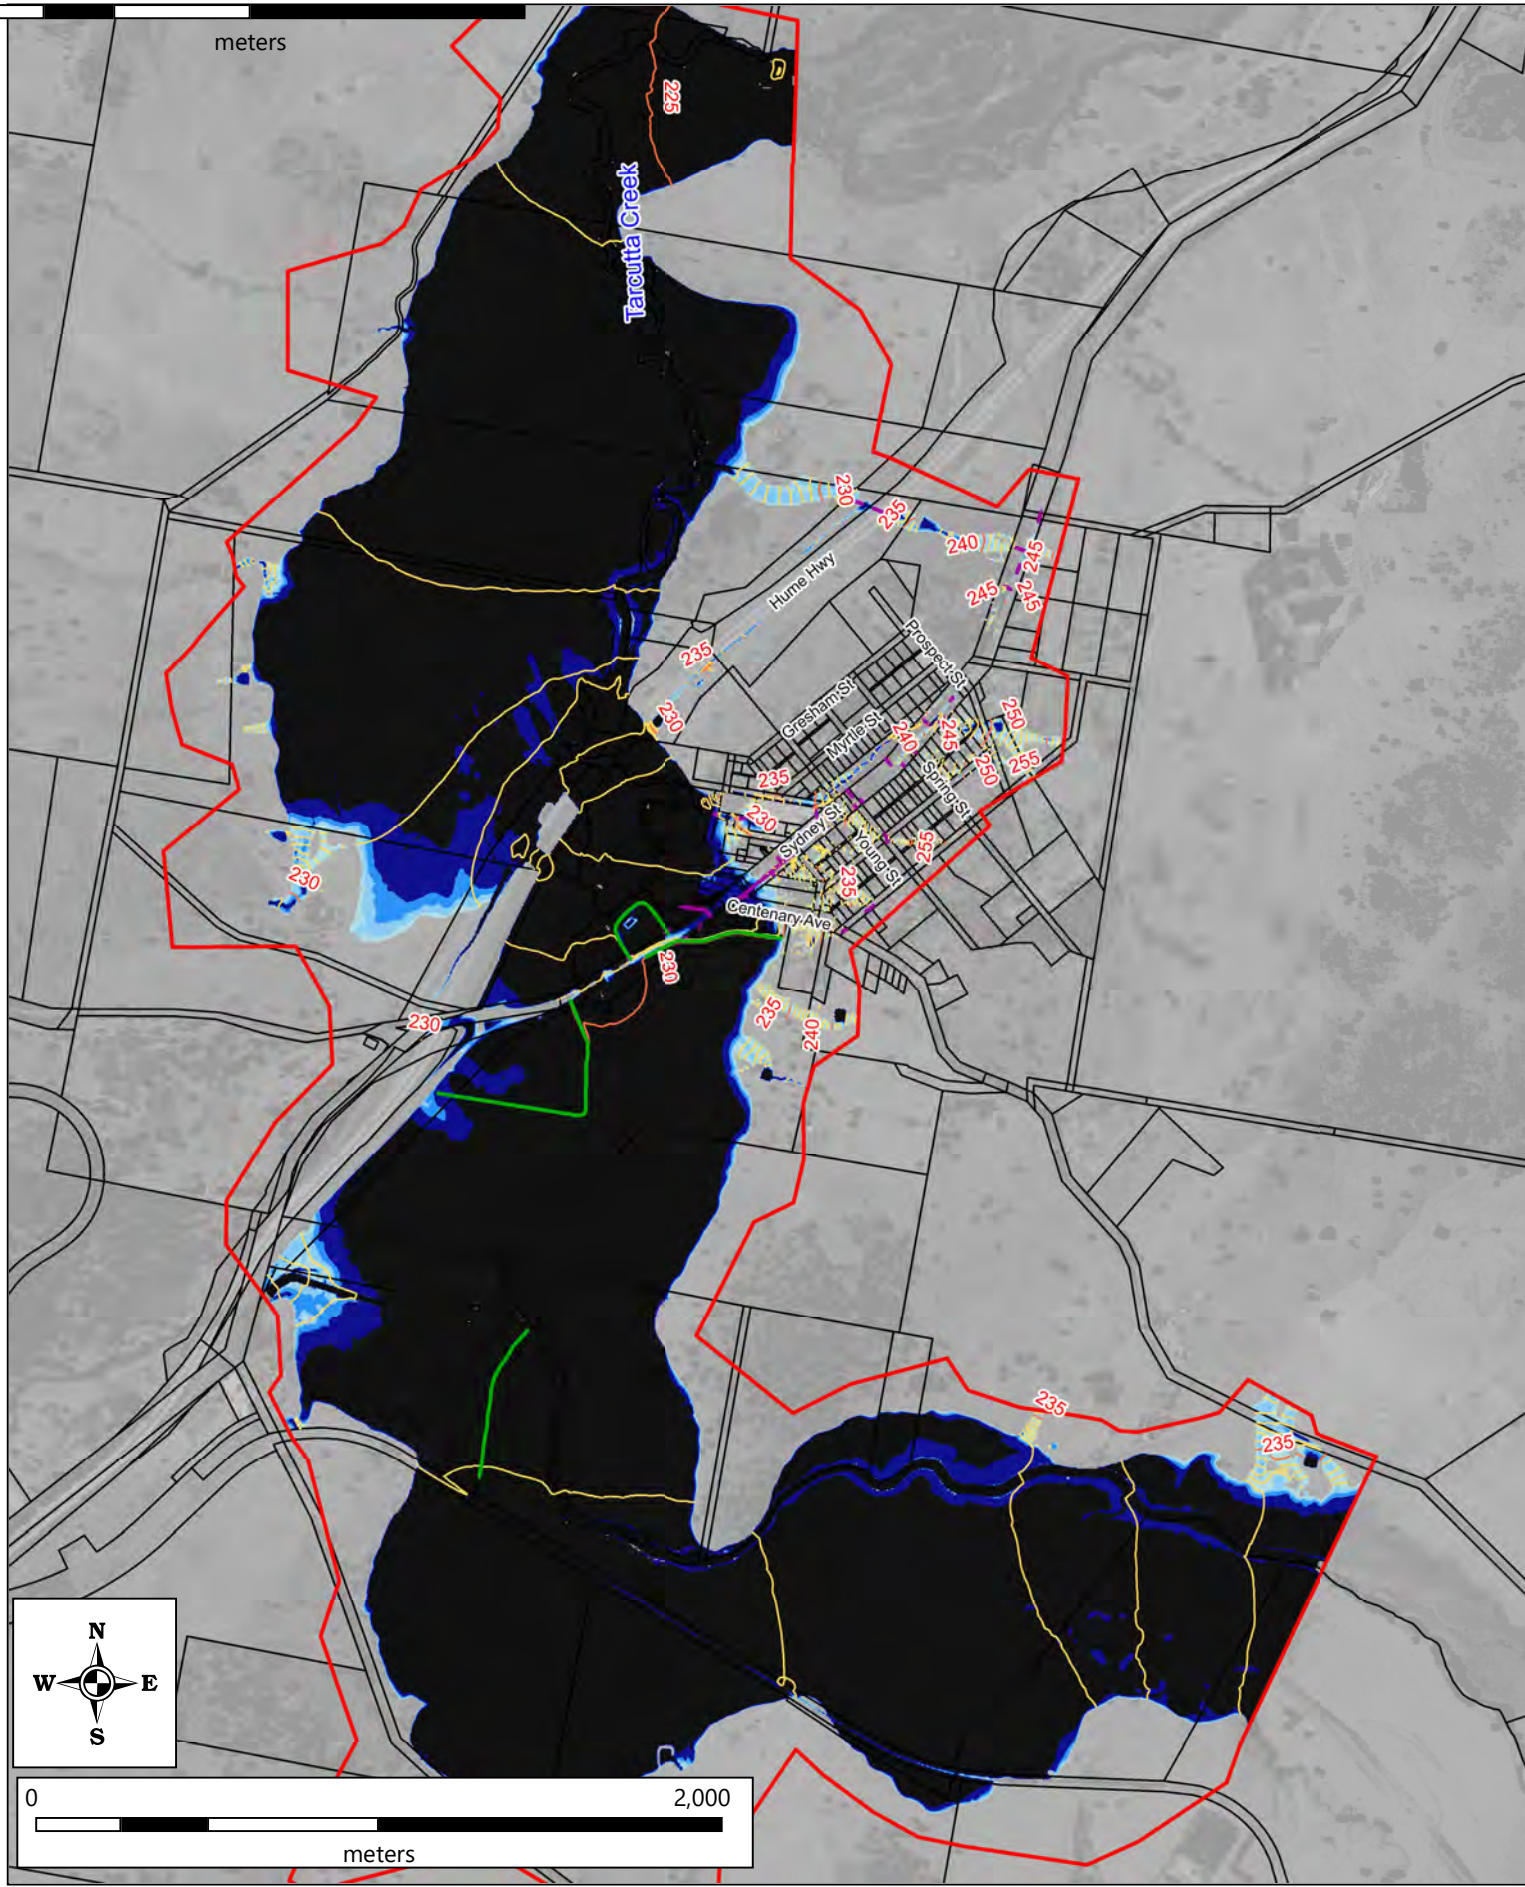 meters
225
Tarcutta Creek
230
235
240
245
245
245
Hume Hwy
Prospect St
235
230
Gresham St
Myrtle St
240
245
250
250
255
Spring St
235
230
Sydney St
Young St
255
235
Centenary Ave
230
230
230
235
240
235
235
N
W
E
S
0
2,000
meters